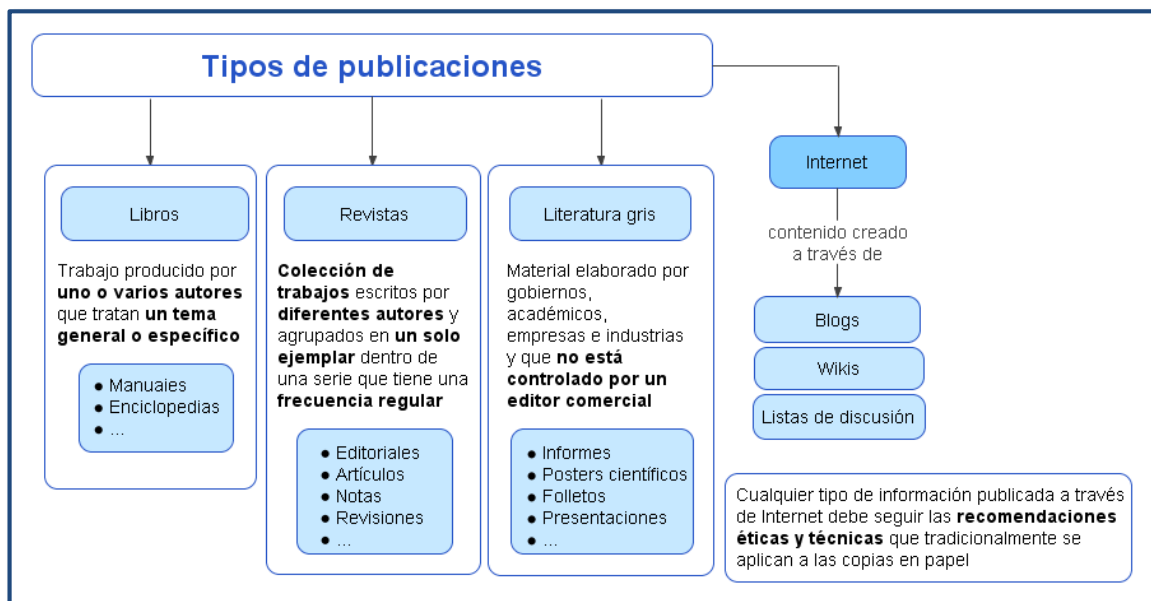 Tipos de publicaciones
Libros
Trabajo producido por
uno o varios autores
que tratan un tema
general o específico
● Manuaies
● Enciclopedias
● ...
Revistas
Colección de
trabajos escritos por
diferentes autores y
agrupados en un solo
ejemplar dentro de
una serie que tiene una
frecuencia regular
● Editoriales
● Artículos
● Notas
● Revisiones
● ...
Literatura gris
Material elaborado por
gobiernos,
académicos,
empresas e industrias
y que no está
controlado por un
editor comercial
● Informes
● Posters científicos
● Folletos
● Presentaciones
● ...
Internet
contenido creado
a través de
Blogs
Wikis
Listas de discusión
Cualquier tipo de información publicada a través
de Internet debe seguir las recomendaciones
éticas y técnicas que tradicionalmente se
aplican a las copias en papel